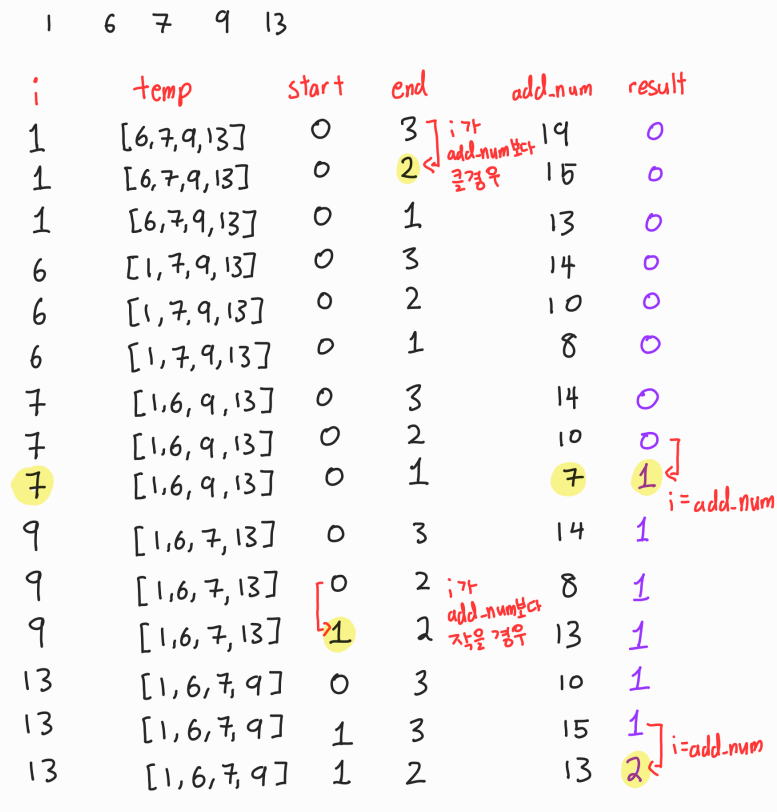 1 6 7 9 13
i temp start end add_num result
1 [6,7,9,13] 0 3 19 0
i가
add_num보다
클경우
1 [6,7,9,13] 0 2 15 0
1 [6,7,9,13] 0 1 13 0
6 [1,7,9,13] 0 3 14 0
6 [1,7,9,13] 0 2 10 0
6 [1,7,9,13] 0 1 8 0
7 [1,6,9,13] 0 3 14 0
7 [1,6,9,13] 0 2 10 0
7 [1,6,9,13] 0 1 7 1
i=add_num
9 [1,6,7,13] 0 3 14 1
9 [1,6,7,13] 0 2 8 1
i가
add_num보다
작을 경우
9 [1,6,7,13] 1 2 13 1
13 [1,6,7,9] 0 3 10 1
13 [1,6,7,9] 1 3 15 1
i=add_num
13 [1,6,7,9] 1 2 13 2